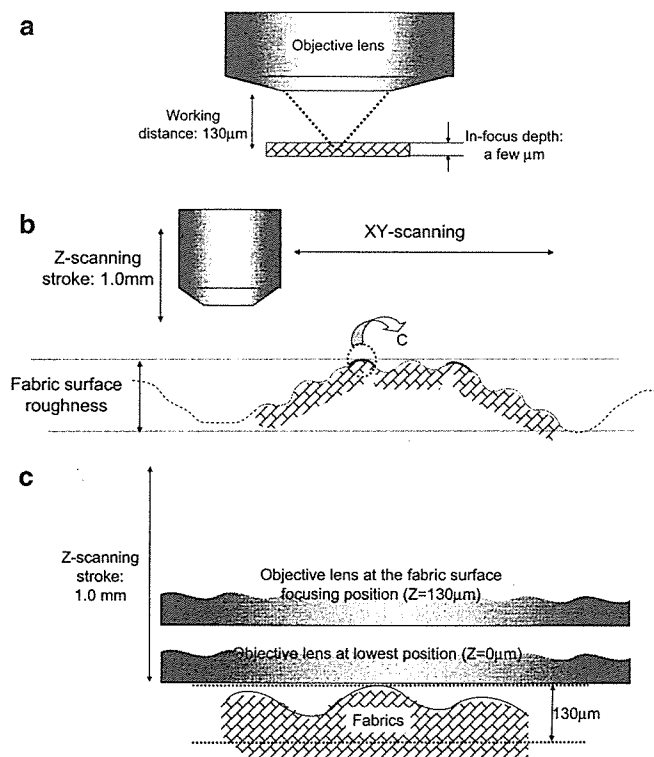 a
Objective lens
Working
distance: 130μm
In-focus depth:
a few μm
b
XY-scanning
Z-scanning
stroke: 1.0mm
C
Fabric surface
roughness
c
Z-scanning
stroke:
1.0 mm
Objective lens at the fabric surface
focusing position (Z=130μm)
Objective lens at lowest position (Z=0μm)
130μm
Fabrics